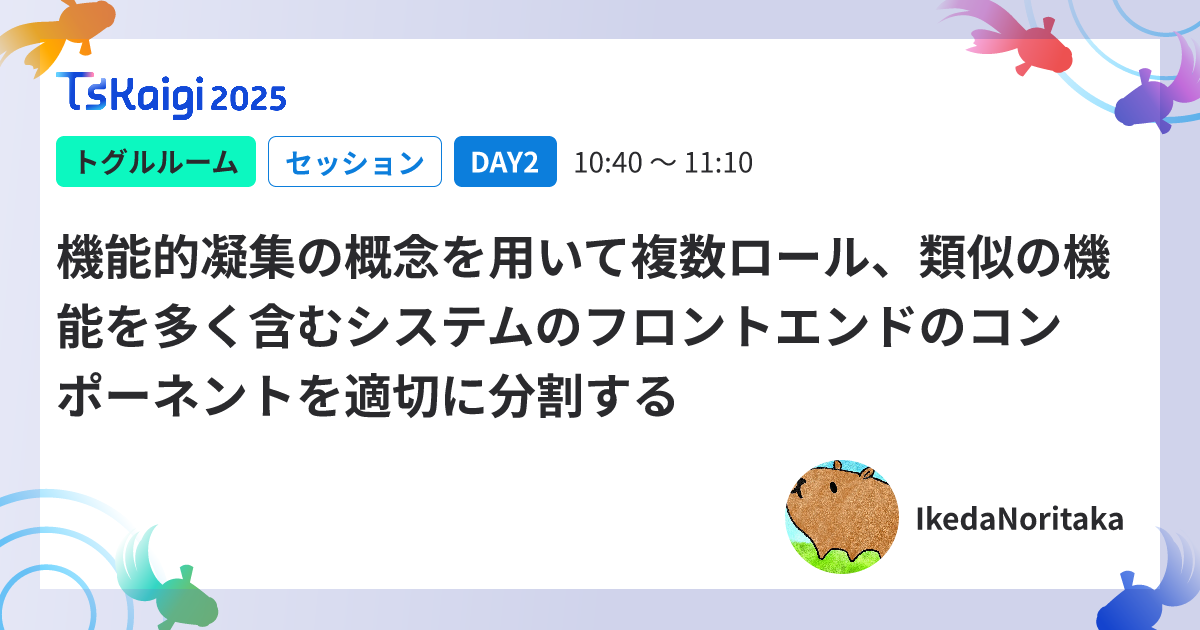 TSKaigi 2025
トグルルーム セッション DAY2 10:40 〜 11:10
機能的凝集の概念を用いて複数ロール、類似の機
能を多く含むシステムのフロントエンドのコン
ポーネントを適切に分割する
IkedaNoritaka